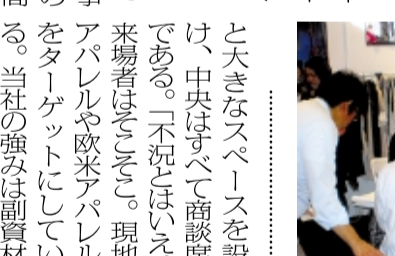 と大きなスペースを設
け、中央はすべて商談席
である。「不況とはいえ
来場者はそこそこ。現地
アパレルや欧米アパレル
をターゲットにしてい
る。当社の強みは副資材